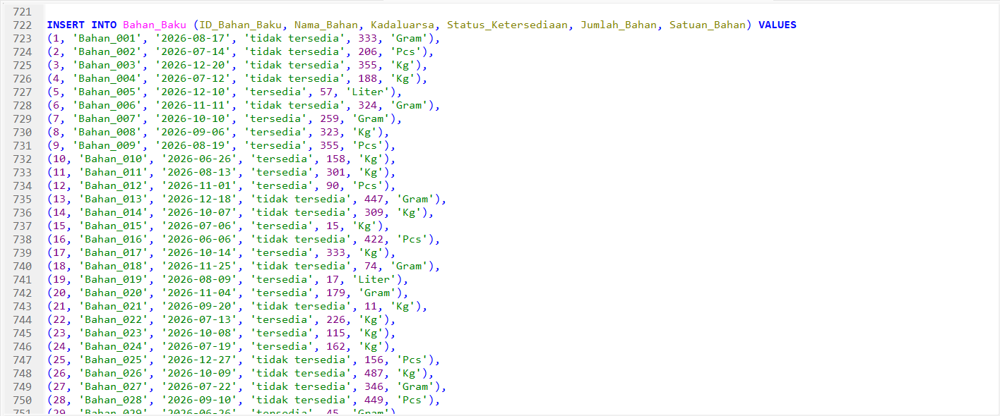 721
722 INSERT INTO Bahan_Baku (ID_Bahan_Baku, Nama_Bahan, Kadaluarsa, Status_Ketersediaan, Jumlah_Bahan, Satuan_Bahan) VALUES
723 (1, 'Bahan_001', '2026-08-17', 'tidak tersedia', 333, 'Gram'),
724 (2, 'Bahan_002', '2026-07-14', 'tidak tersedia', 206, 'Pcs'),
725 (3, 'Bahan_003', '2026-12-20', 'tidak tersedia', 355, 'Kg'),
726 (4, 'Bahan_004', '2026-07-12', 'tidak tersedia', 188, 'Kg'),
727 (5, 'Bahan_005', '2026-12-10', 'tersedia', 57, 'Liter'),
728 (6, 'Bahan_006', '2026-11-11', 'tidak tersedia', 324, 'Gram'),
729 (7, 'Bahan_007', '2026-10-10', 'tersedia', 259, 'Gram'),
730 (8, 'Bahan_008', '2026-09-06', 'tersedia', 323, 'Kg'),
731 (9, 'Bahan_009', '2026-08-19', 'tersedia', 355, 'Pcs'),
732 (10, 'Bahan_010', '2026-06-26', 'tersedia', 158, 'Kg'),
733 (11, 'Bahan_011', '2026-08-13', 'tersedia', 301, 'Kg'),
734 (12, 'Bahan_012', '2026-11-01', 'tersedia', 90, 'Pcs'),
735 (13, 'Bahan_013', '2026-12-18', 'tidak tersedia', 447, 'Gram'),
736 (14, 'Bahan_014', '2026-10-07', 'tidak tersedia', 309, 'Kg'),
737 (15, 'Bahan_015', '2026-07-06', 'tersedia', 15, 'Kg'),
738 (16, 'Bahan_016', '2026-06-06', 'tidak tersedia', 422, 'Pcs'),
739 (17, 'Bahan_017', '2026-10-14', 'tersedia', 333, 'Kg'),
740 (18, 'Bahan_018', '2026-11-25', 'tidak tersedia', 74, 'Gram'),
741 (19, 'Bahan_019', '2026-08-09', 'tersedia', 17, 'Liter'),
742 (20, 'Bahan_020', '2026-11-04', 'tersedia', 179, 'Gram'),
743 (21, 'Bahan_021', '2026-09-20', 'tidak tersedia', 11, 'Kg'),
744 (22, 'Bahan_022', '2026-07-13', 'tersedia', 226, 'Kg'),
745 (23, 'Bahan_023', '2026-10-08', 'tersedia', 115, 'Kg'),
746 (24, 'Bahan_024', '2026-07-19', 'tersedia', 162, 'Kg'),
747 (25, 'Bahan_025', '2026-12-27', 'tidak tersedia', 156, 'Pcs'),
748 (26, 'Bahan_026', '2026-10-09', 'tidak tersedia', 487, 'Kg'),
749 (27, 'Bahan_027', '2026-07-22', 'tidak tersedia', 346, 'Gram'),
750 (28, 'Bahan_028', '2026-09-10', 'tidak tersedia', 449, 'Pcs'),
751 (29, 'Bahan_029', '2026-06-26', 'tersedia', 45, 'Gram')